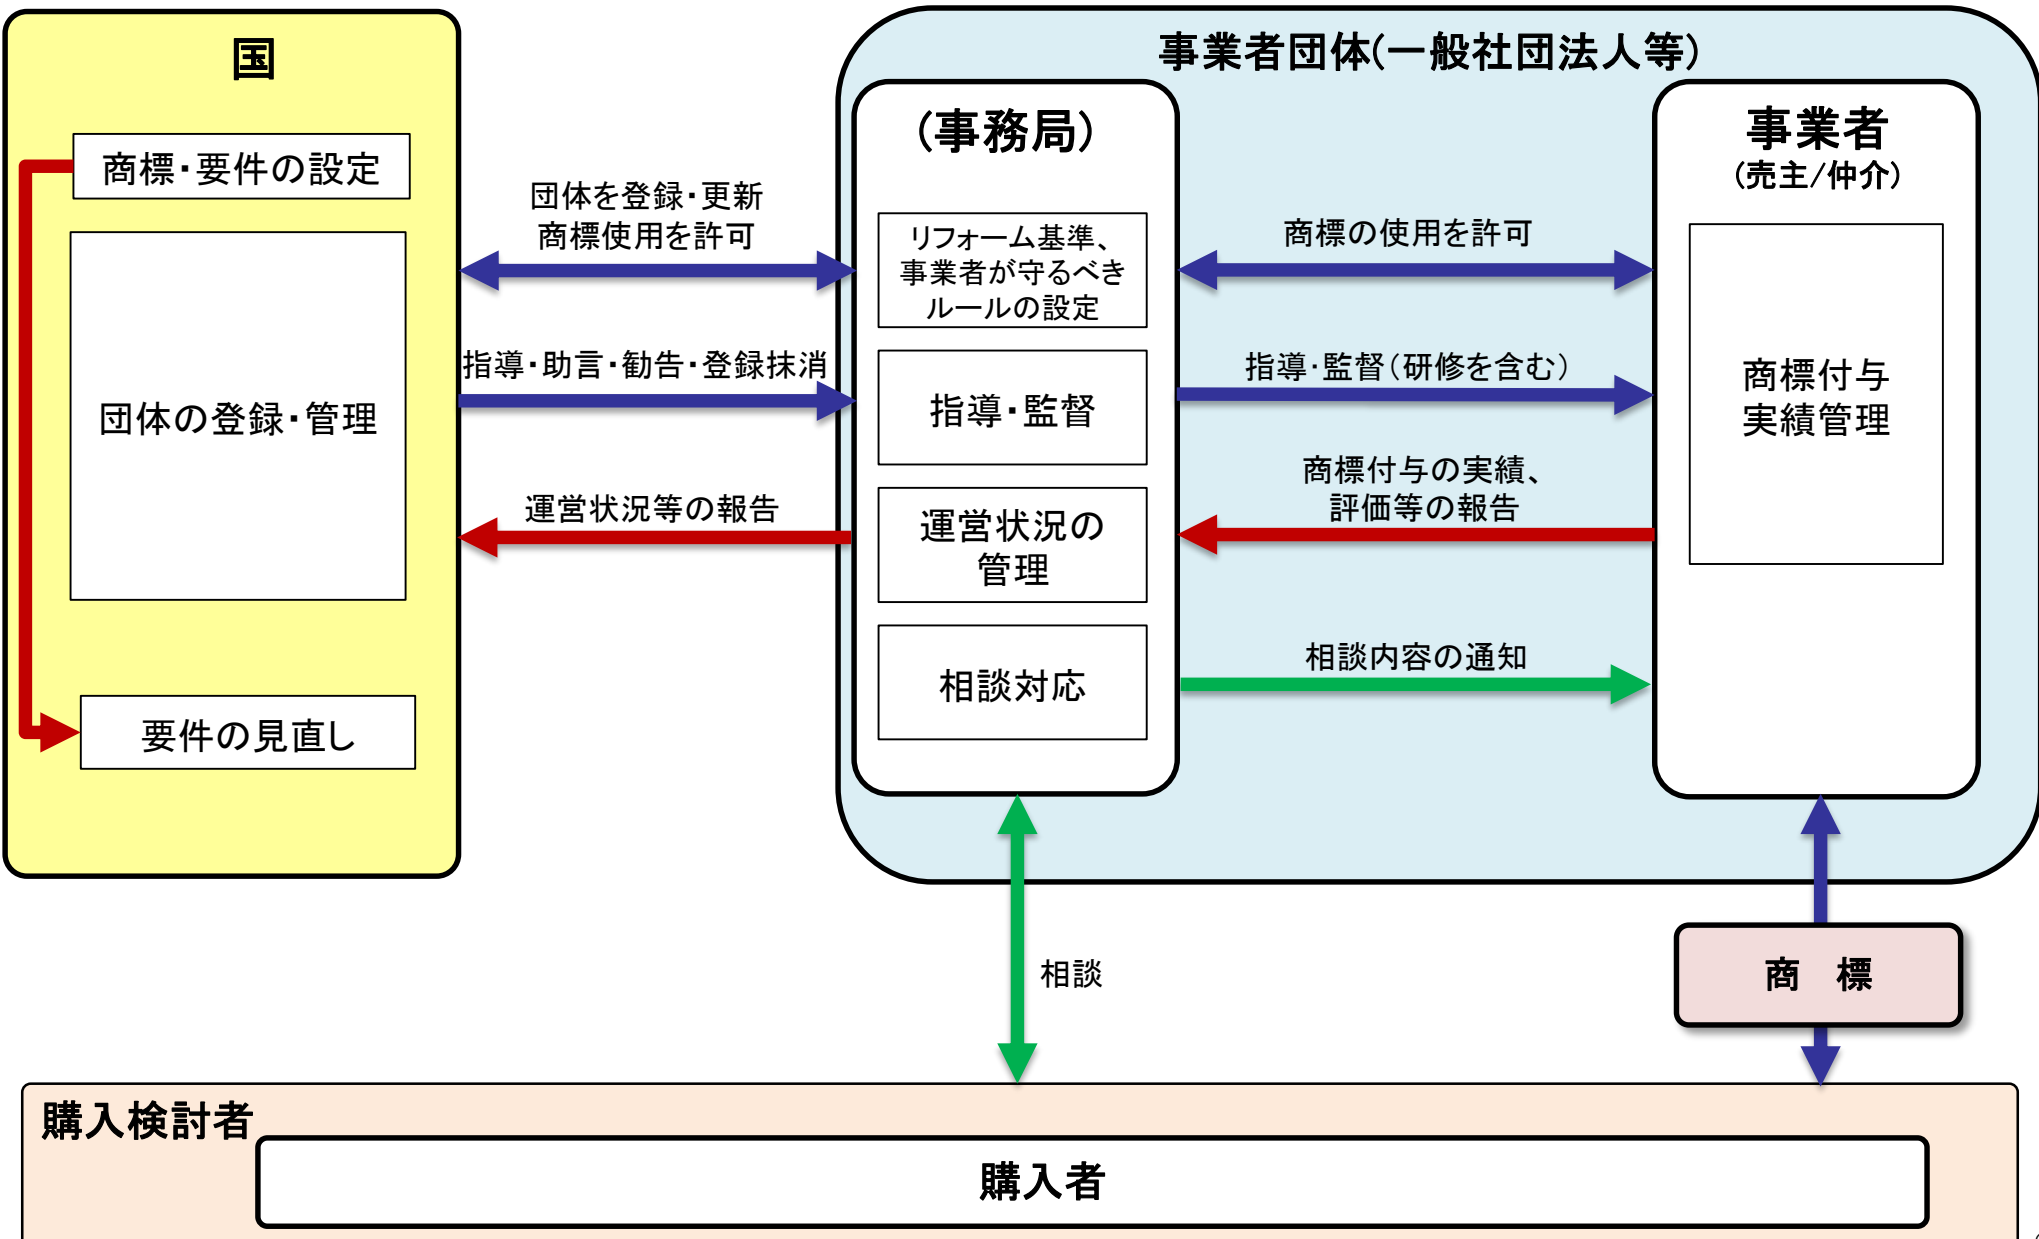 国
商標・要件の設定
団体の登録・管理
要件の見直し
団体を登録・更新
商標使用を許可
指導・助言・勧告・登録抹消
運営状況等の報告
事業者団体(一般社団法人等)
(事務局)
リフォーム基準、
事業者が守るべき
ルールの設定
指導・監督
運営状況の
管理
相談対応
商標の使用を許可
指導・監督(研修を含む)
商標付与の実績、
評価等の報告
相談内容の通知
事業者
(売主/仲介)
商標付与
実績管理
相談
商　標
購入検討者
購入者